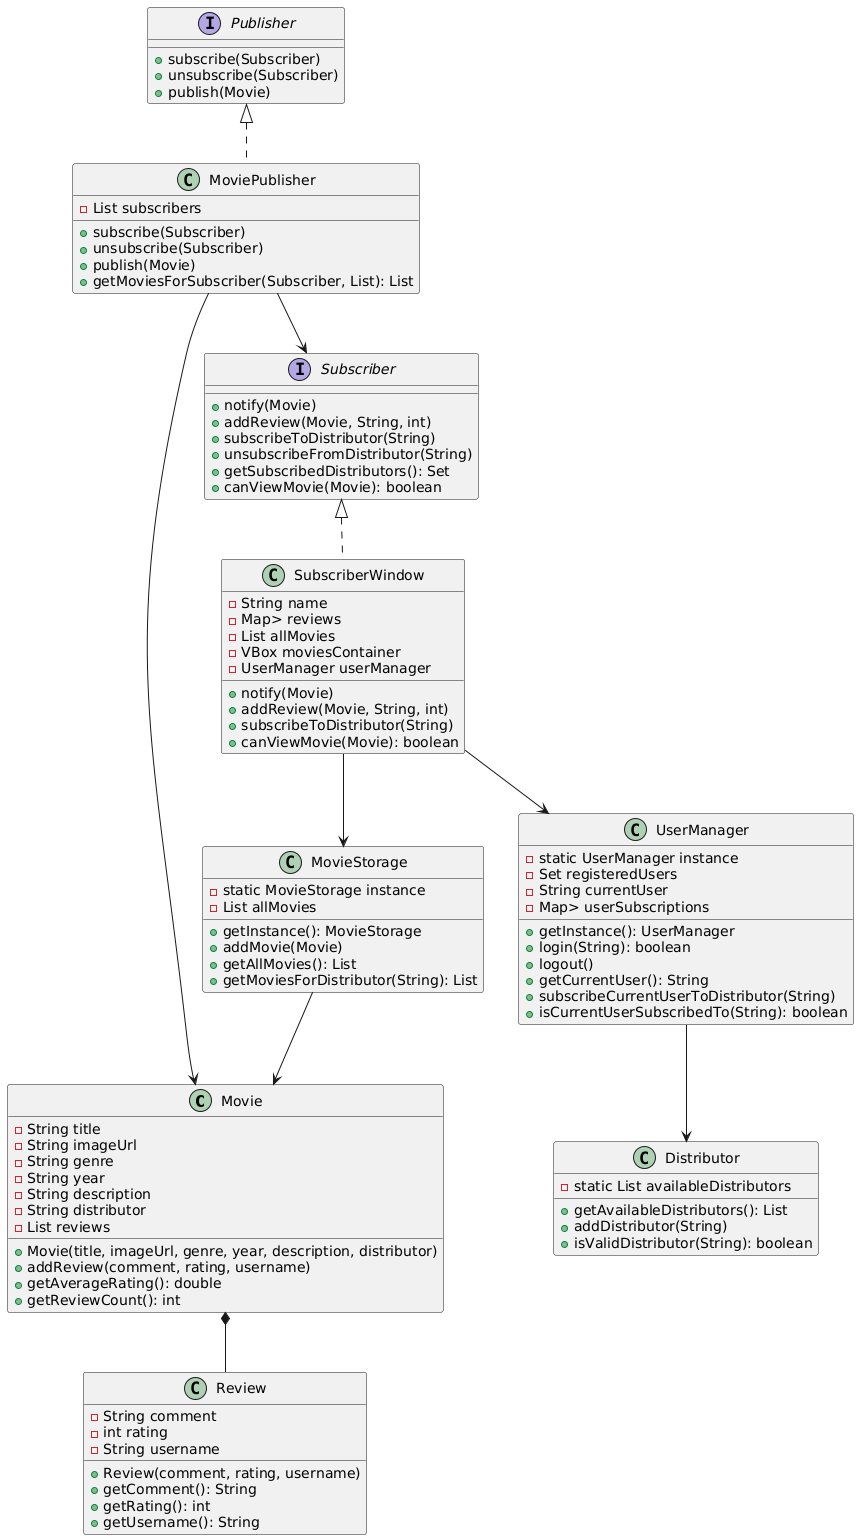 I Publisher
subscribe(Subscriber)
unsubscribe(Subscriber)
publish(Movie)
C MoviePublisher
List subscribers
subscribe(Subscriber)
unsubscribe(Subscriber)
publish(Movie)
getMoviesForSubscriber(Subscriber, List): List
I Subscriber
notify(Movie)
addReview(Movie, String, int)
subscribeToDistributor(String)
unsubscribeFromDistributor(String)
getSubscribedDistributors(): Set
canViewMovie(Movie): boolean
C SubscriberWindow
String name
Map> reviews
List allMovies
VBox moviesContainer
UserManager userManager
notify(Movie)
addReview(Movie, String, int)
subscribeToDistributor(String)
canViewMovie(Movie): boolean
C MovieStorage
static MovieStorage instance
List allMovies
getInstance(): MovieStorage
addMovie(Movie)
getAllMovies(): List
getMoviesForDistributor(String): List
C UserManager
static UserManager instance
Set registeredUsers
String currentUser
Map> userSubscriptions
getInstance(): UserManager
login(String): boolean
logout()
getCurrentUser(): String
subscribeCurrentUserToDistributor(String)
isCurrentUserSubscribedTo(String): boolean
C Movie
String title
String imageUrl
String genre
String year
String description
String distributor
List reviews
Movie(title, imageUrl, genre, year, description, distributor)
addReview(comment, rating, username)
getAverageRating(): double
getReviewCount(): int
C Distributor
static List availableDistributors
getAvailableDistributors(): List
addDistributor(String)
isValidDistributor(String): boolean
C Review
String comment
int rating
String username
Review(comment, rating, username)
getComment(): String
getRating(): int
getUsername(): String